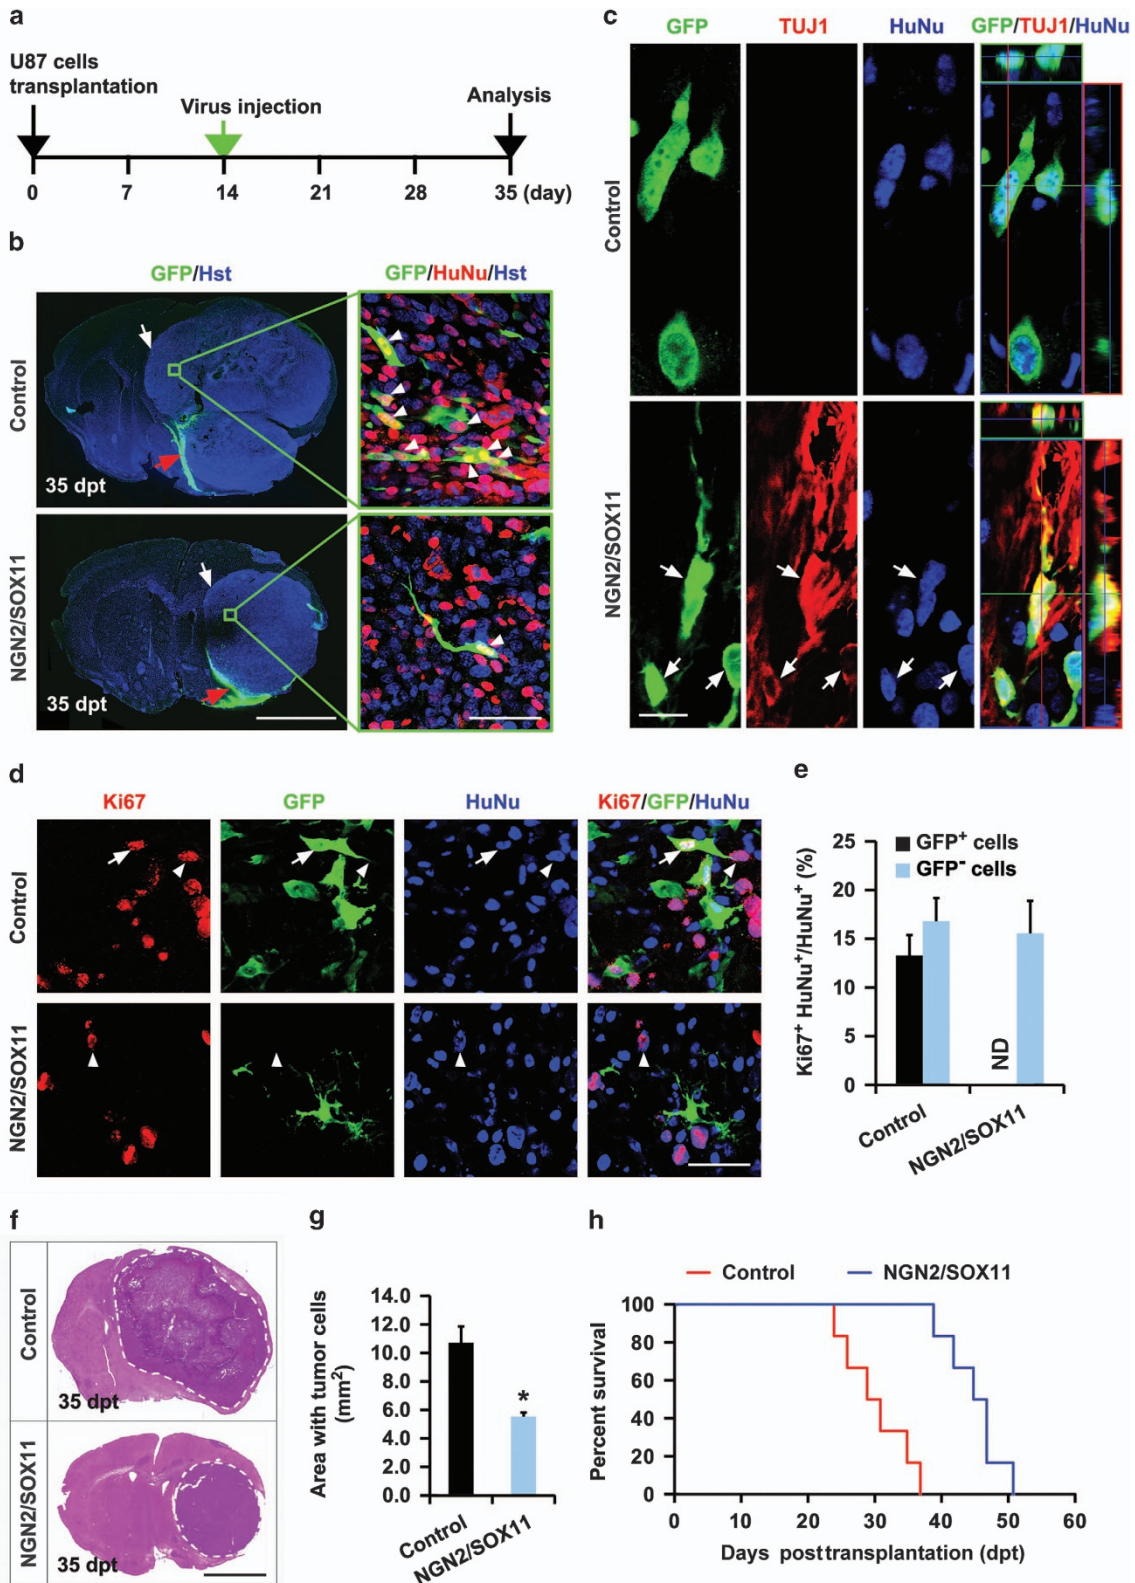 a
U87 cells
transplantation
Virus injection
Analysis
0 7 14 21 28 35 (day)
b
GFP/Hst
GFP/HuNu/Hst
Control
35 dpt
NGN2/SOX11
35 dpt
c
GFP
TUJ1
HuNu
GFP/TUJ1/HuNu
Control
NGN2/SOX11
d
Ki67
GFP
HuNu
Ki67/GFP/HuNu
Control
NGN2/SOX11
e
Ki67+ HuNu+/HuNu+ (%)
25
20
15
10
5
0
GFP+ cells
GFP- cells
ND
Control
NGN2/SOX11
f
Control
35 dpt
NGN2/SOX11
35 dpt
g
Area with tumor cells
(mm²)
14.0
12.0
10.0
8.0
6.0
4.0
2.0
0.0
*
Control
NGN2/SOX11
h
Control
NGN2/SOX11
Percent survival
100
80
60
40
20
0
0 10 20 30 40 50 60
Days posttransplantation (dpt)